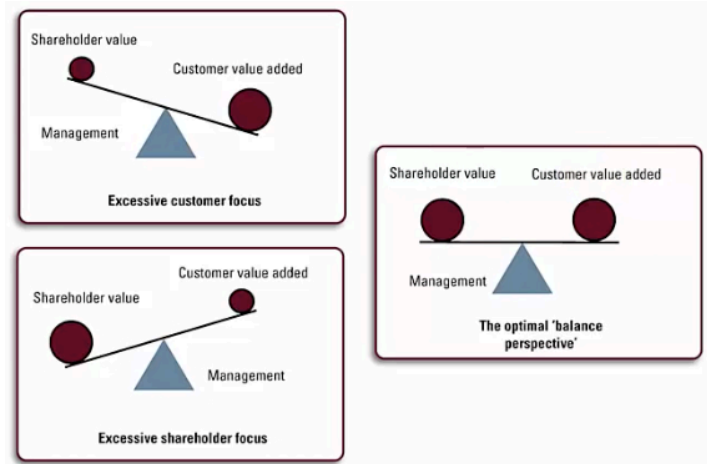 Shareholder value
Customer value added
Management
Excessive customer focus
Customer value added
Shareholder value
Management
Excessive shareholder focus
Shareholder value
Customer value added
Management
The optimal 'balance
perspective'